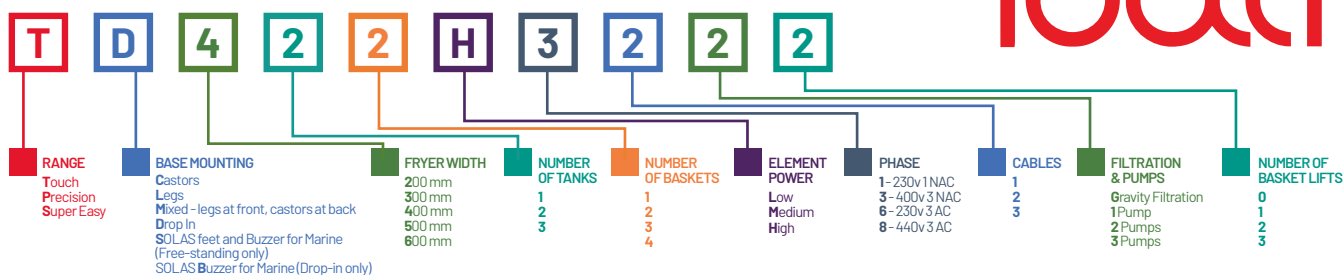 T D 4 2 2 H 3 2 2 2
RANGE
Touch
Precision
Super Easy
BASE MOUNTING
Castors
Legs
Mixed - legs at front, castors at back
Drop In
SOLAS feet and Buzzer for Marine
(Free-standing only)
SOLAS Buzzer for Marine (Drop-in only)
FRYER WIDTH
200 mm
300 mm
400 mm
500 mm
600 mm
NUMBER
OF TANKS
1
2
3
NUMBER
OF BASKETS
1
2
3
4
ELEMENT
POWER
Low
Medium
High
PHASE
1 - 230v 1 NAC
3 - 400v 3 NAC
6 - 230v 3 AC
8 - 440v 3 AC
CABLES
1
2
3
FILTRATION
& PUMPS
Gravity Filtration
1 Pump
2 Pumps
3 Pumps
NUMBER OF
BASKET LIFTS
0
1
2
3